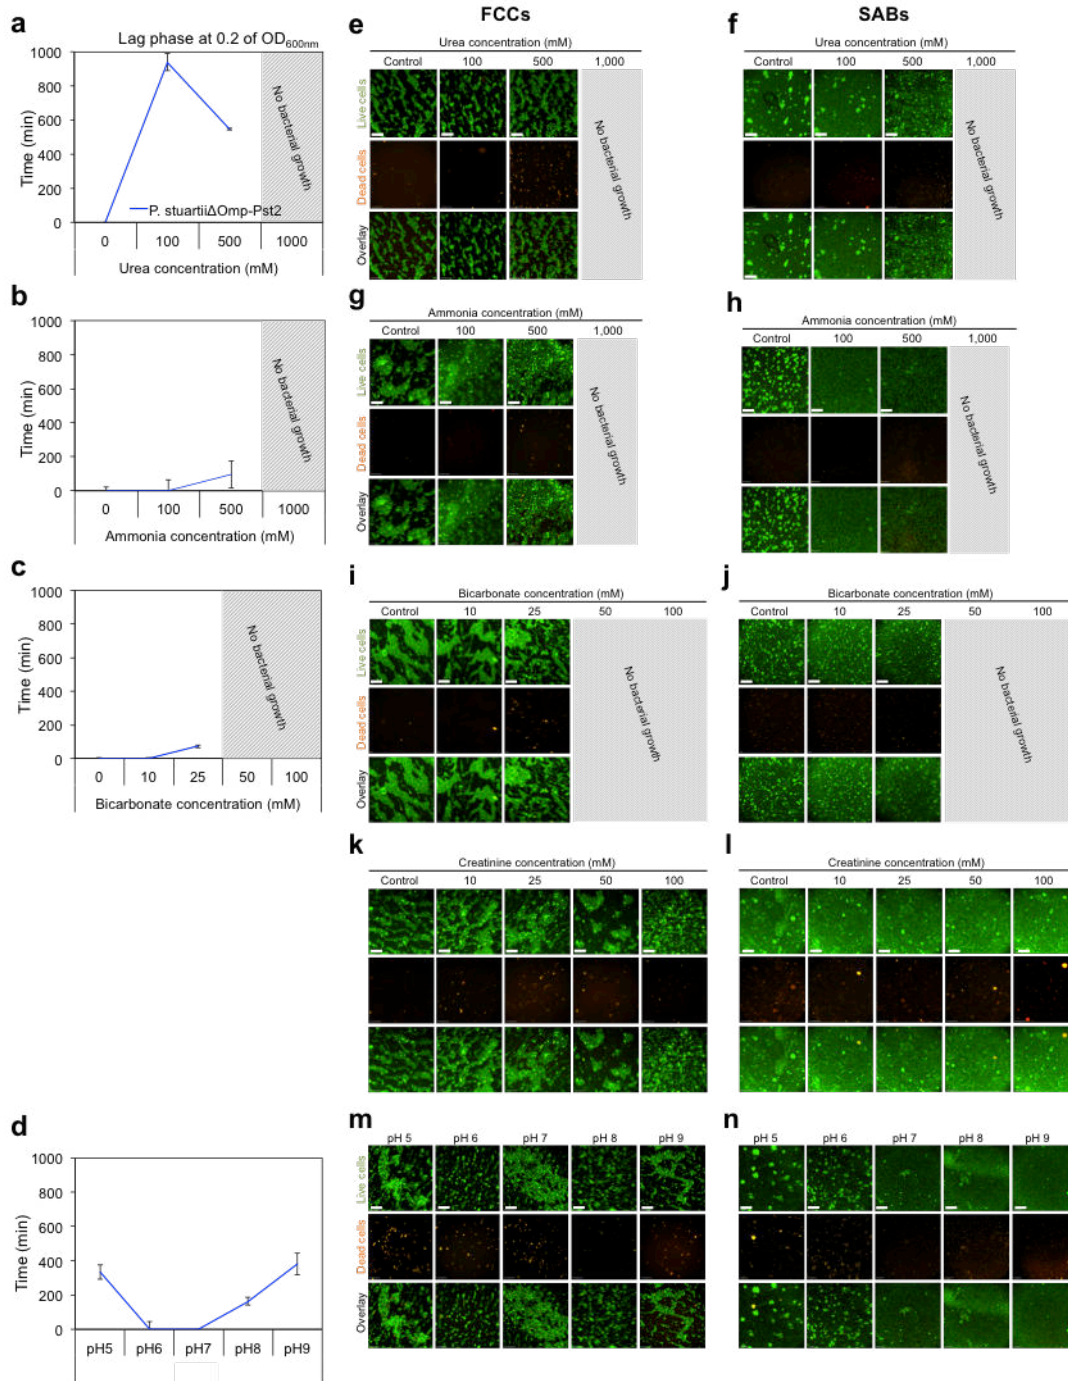 FCCs
SABs
a
Lag phase at 0.2 of OD600nm
1000
800
600
400
200
0
Time (min)
No bacterial growth
P. stuartiiΔOmp-Pst2
0 100 500 1000
Urea concentration (mM)
b
1000
800
600
400
200
0
Time (min)
No bacterial growth
0 100 500 1000
Ammonia concentration (mM)
c
1000
800
600
400
200
0
Time (min)
No bacterial growth
0 10 25 50 100
Bicarbonate concentration (mM)
d
1000
800
600
400
200
0
Time (min)
pH5 pH6 pH7 pH8 pH9
e
Urea concentration (mM)
Control 100 500 1,000
Live cells
Dead cells
Overlay
No bacterial growth
f
Urea concentration (mM)
Control 100 500 1,000
No bacterial growth
g
Ammonia concentration (mM)
Control 100 500 1,000
Live cells
Dead cells
Overlay
No bacterial growth
h
Ammonia concentration (mM)
Control 100 500 1,000
No bacterial growth
i
Bicarbonate concentration (mM)
Control 10 25 50 100
Live cells
Dead cells
Overlay
No bacterial growth
j
Bicarbonate concentration (mM)
Control 10 25 50 100
No bacterial growth
k
Creatinine concentration (mM)
Control 10 25 50 100
l
Creatinine concentration (mM)
Control 10 25 50 100
m
pH 5 pH 6 pH 7 pH 8 pH 9
Live cells
Dead cells
Overlay
n
pH 5 pH 6 pH 7 pH 8 pH 9